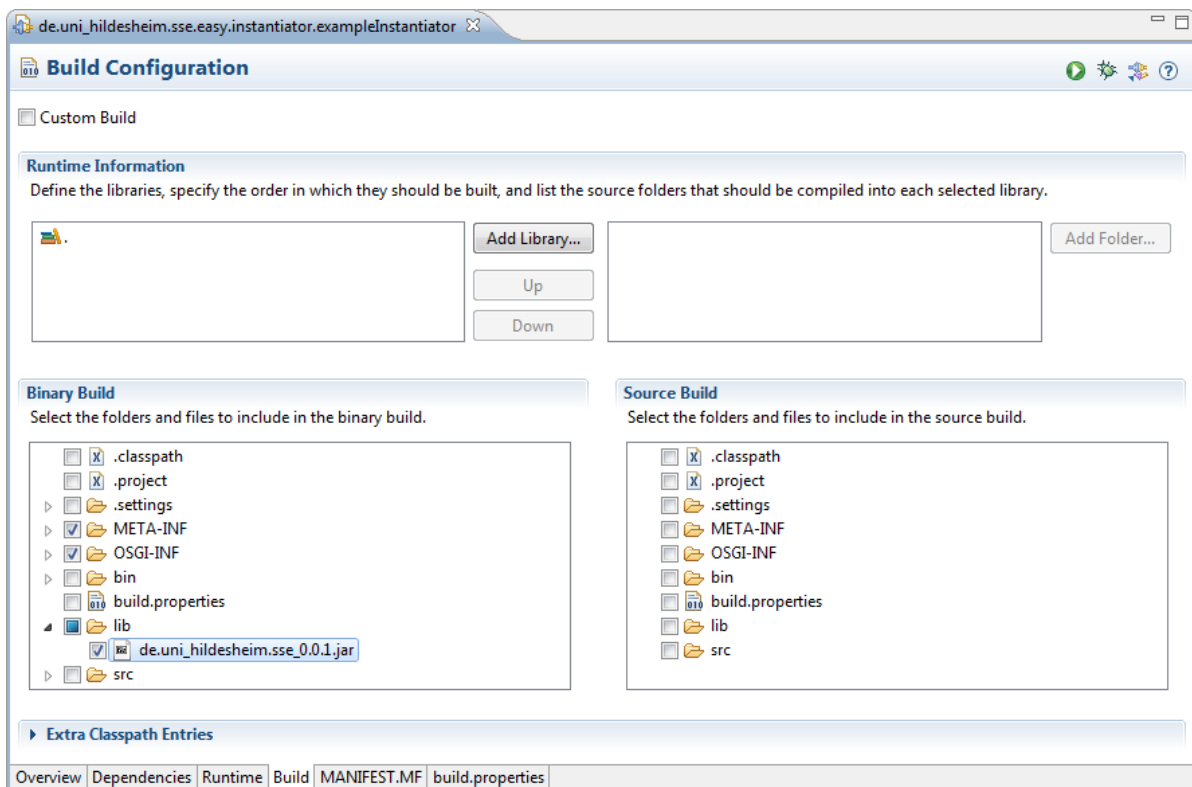 de.uni_hildesheim.sse.easy.instantiator.exampleInstantiator
Build Configuration
Custom Build
Runtime Information
Define the libraries, specify the order in which they should be built, and list the source folders that should be compiled into each selected library.
.
Add Library...
Add Folder...
Up
Down
Binary Build
Select the folders and files to include in the binary build.
.classpath
.project
.settings
META-INF
OSGI-INF
bin
build.properties
lib
de.uni_hildesheim.sse_0.0.1.jar
src
Source Build
Select the folders and files to include in the source build.
.classpath
.project
.settings
META-INF
OSGI-INF
bin
build.properties
lib
src
Extra Classpath Entries
Overview Dependencies Runtime Build MANIFEST.MF build.properties